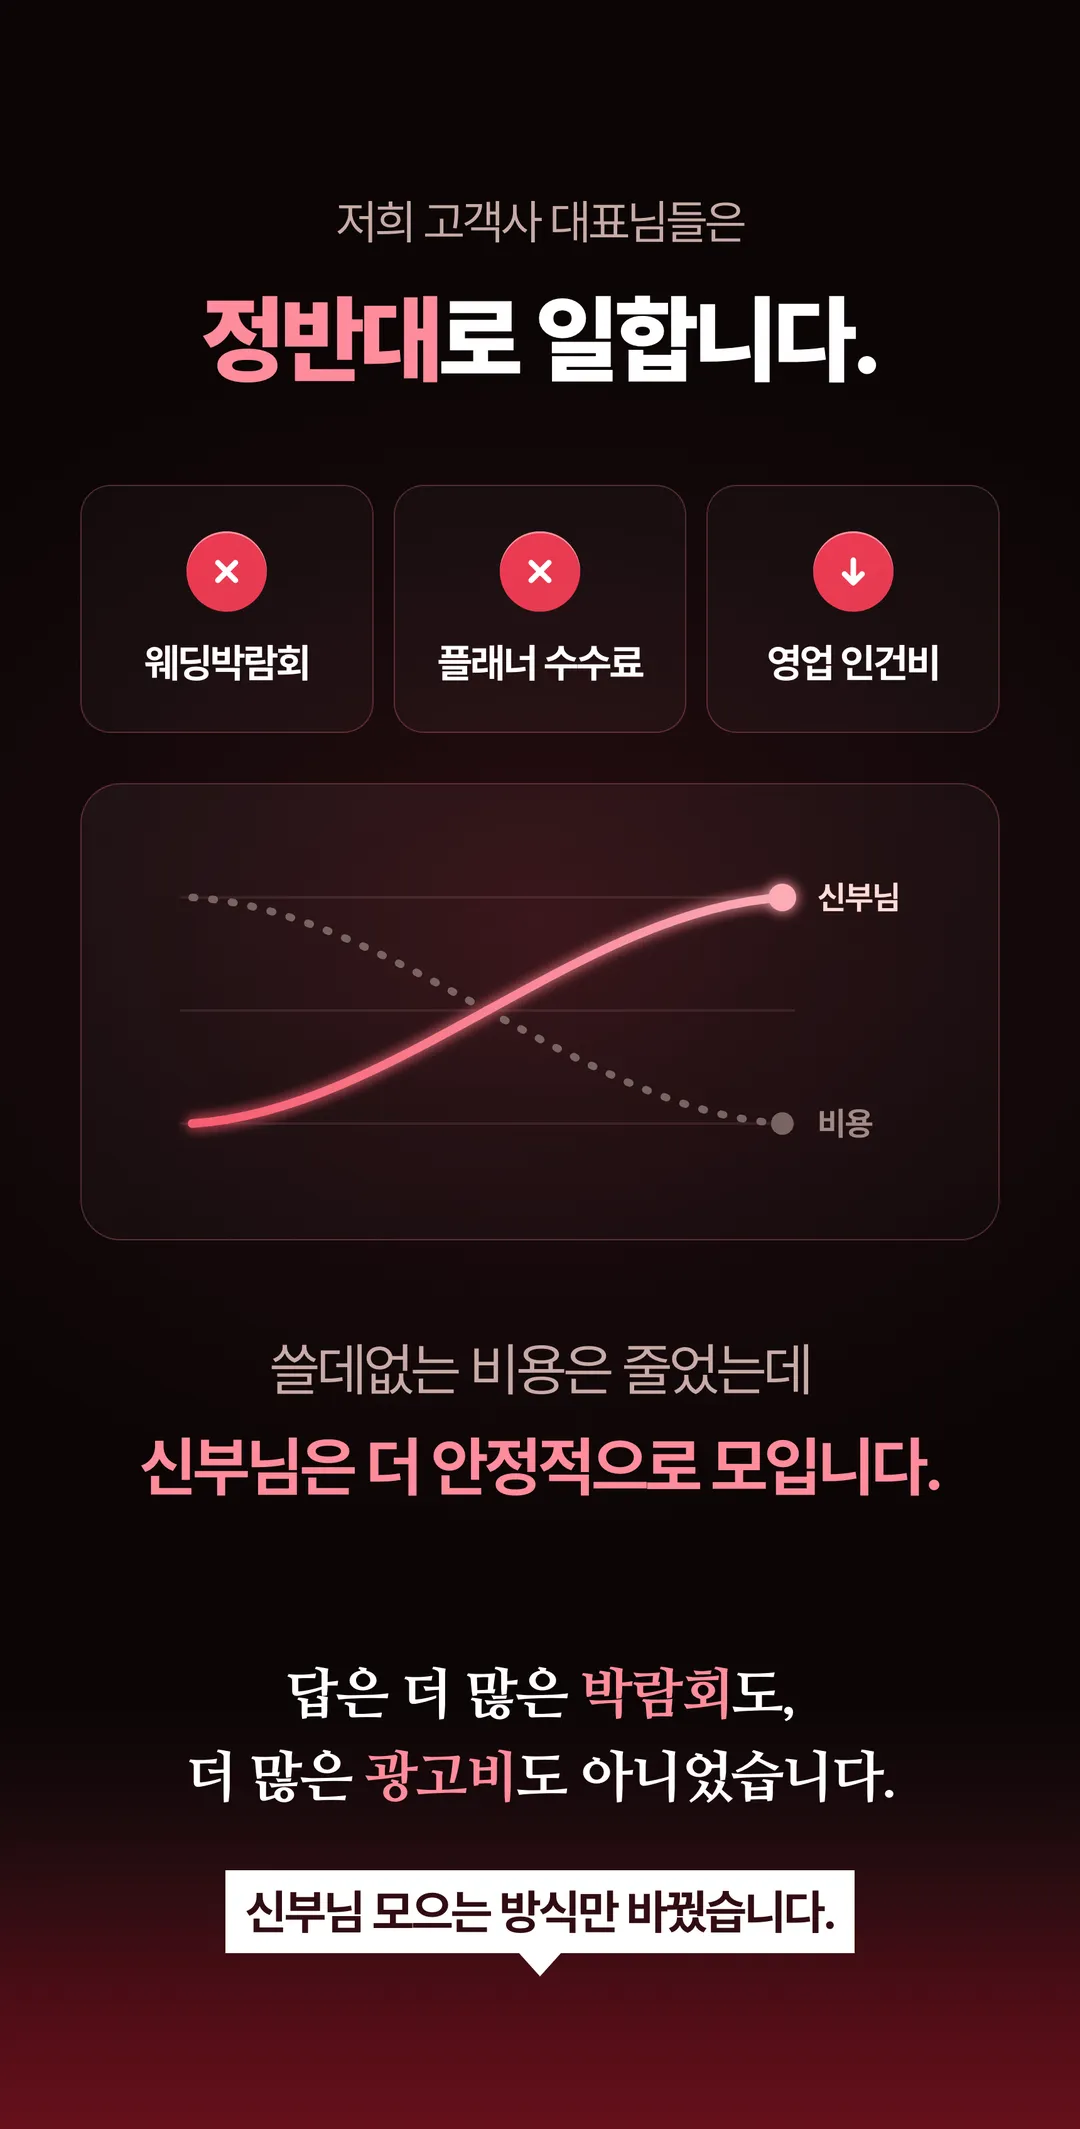 저희 고객사 대표님들은
정반대로 일합니다.
웨딩박람회
플래너 수수료
영업 인건비
신부님
비용
쓸데없는 비용은 줄었는데
신부님은 더 안정적으로 모입니다.
답은 더 많은 박람회도,
더 많은 광고비도 아니었습니다.
신부님 모으는 방식만 바꿨습니다.